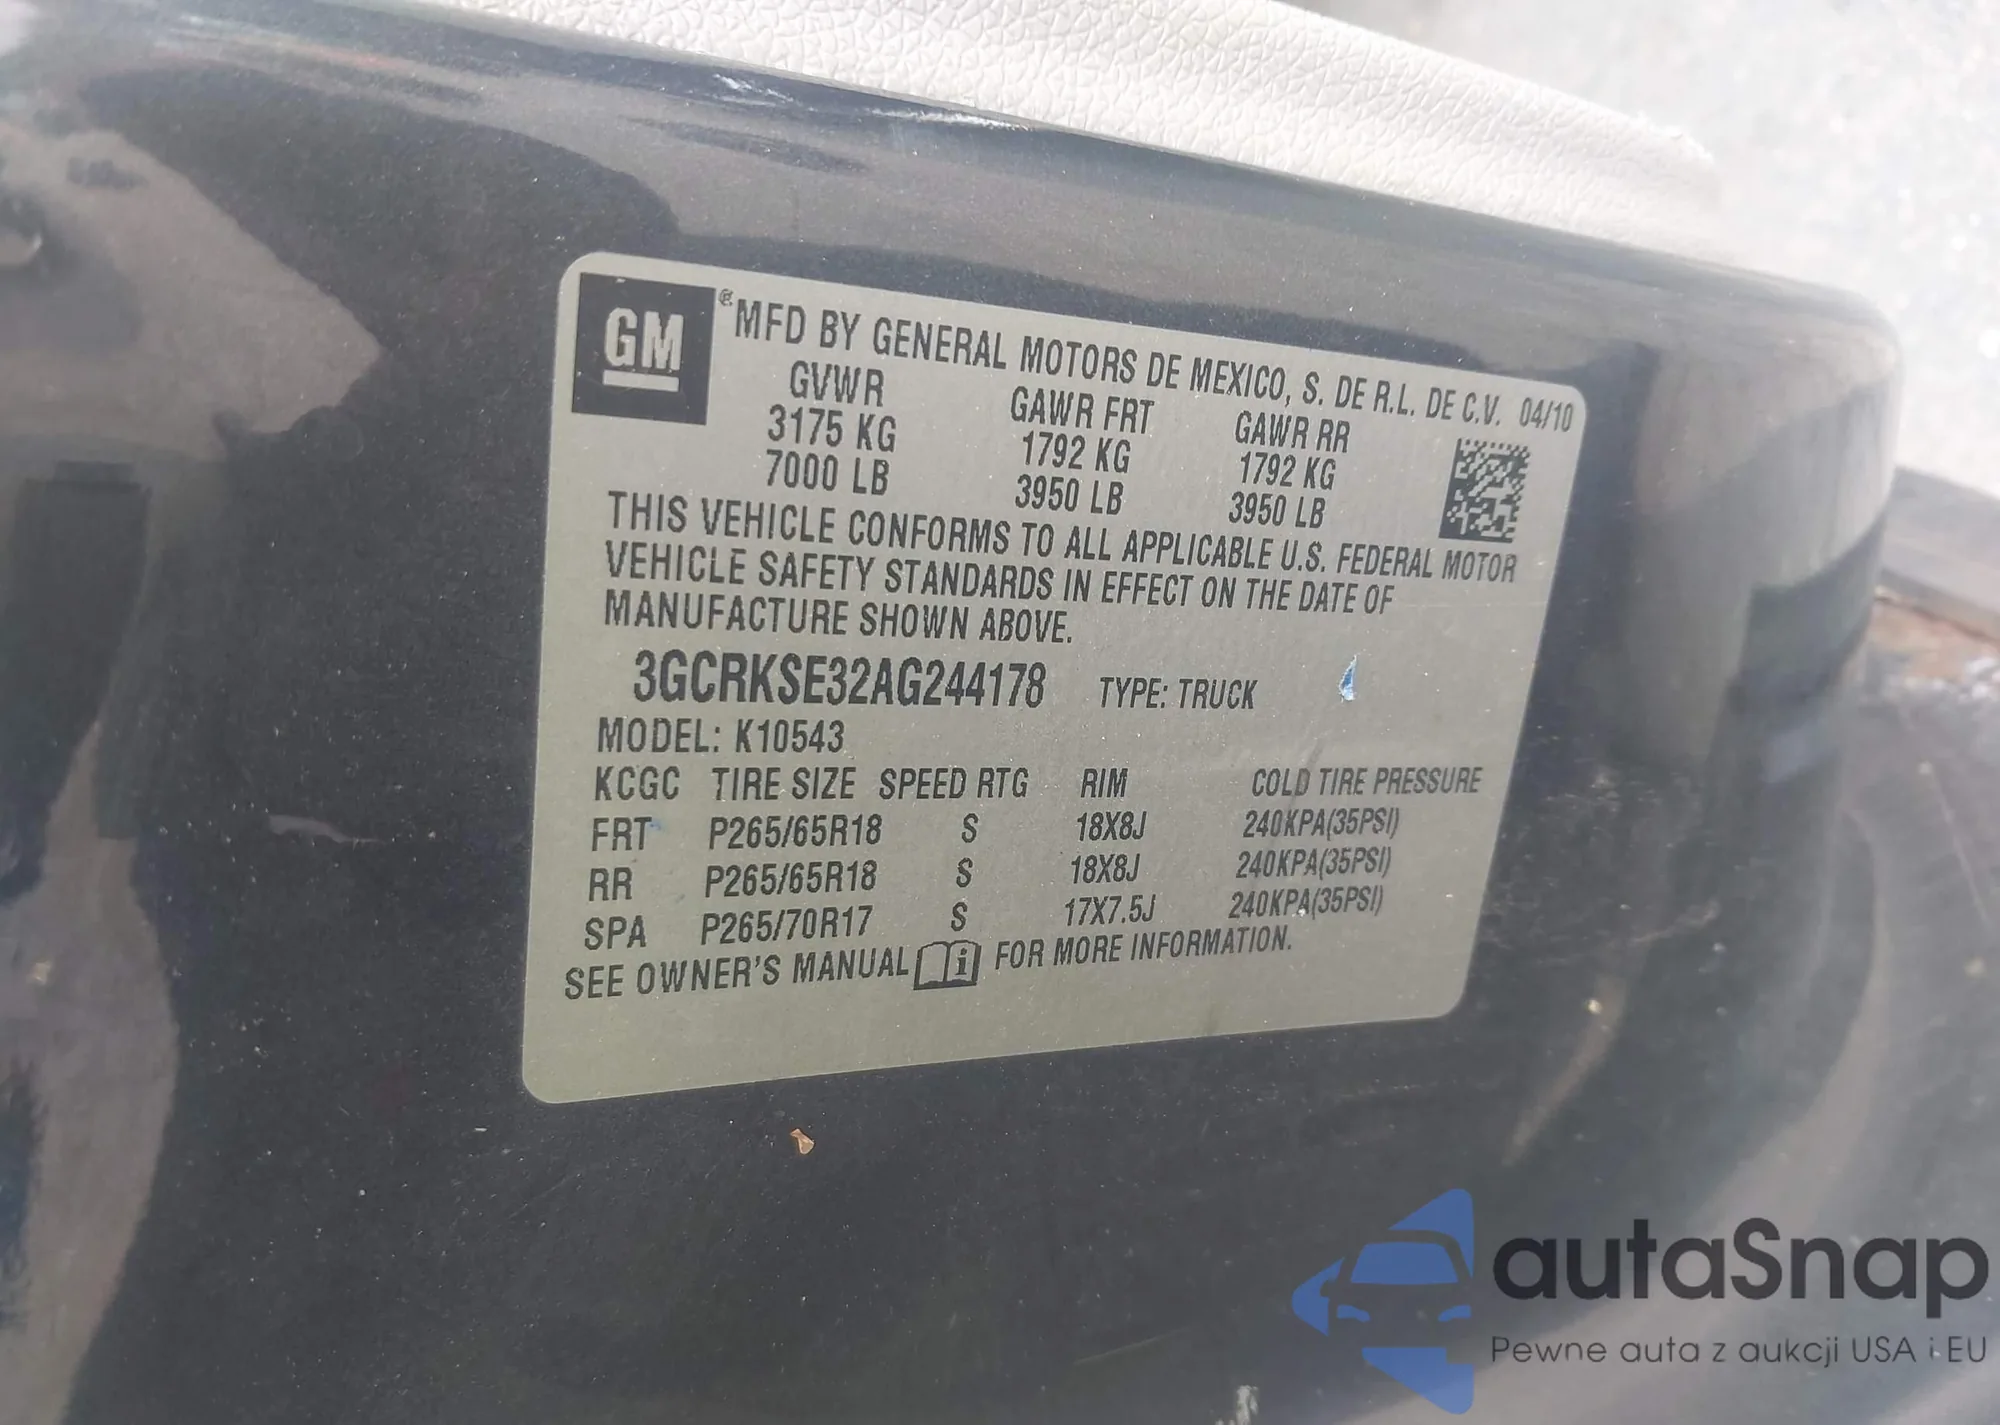 GM ® MFD BY GENERAL MOTORS DE MEXICO, S. DE R.L. DE C.V. 04/10
GVWR GAWR FRT GAWR RR
3175 KG 1792 KG 1792 KG
7000 LB 3950 LB 3950 LB
THIS VEHICLE CONFORMS TO ALL APPLICABLE U.S. FEDERAL MOTOR
VEHICLE SAFETY STANDARDS IN EFFECT ON THE DATE OF
MANUFACTURE SHOWN ABOVE.
3GCRKSE32AG244178 TYPE: TRUCK
MODEL: K10543
KCGC TIRE SIZE SPEED RTG RIM COLD TIRE PRESSURE
FRT P265/65R18 S 18X8J 240KPA(35PSI)
RR P265/65R18 S 18X8J 240KPA(35PSI)
SPA P265/70R17 S 17X7.5J 240KPA(35PSI)
SEE OWNER'S MANUAL i FOR MORE INFORMATION.
autaSnap
Pewne auta z aukcji USA i EU